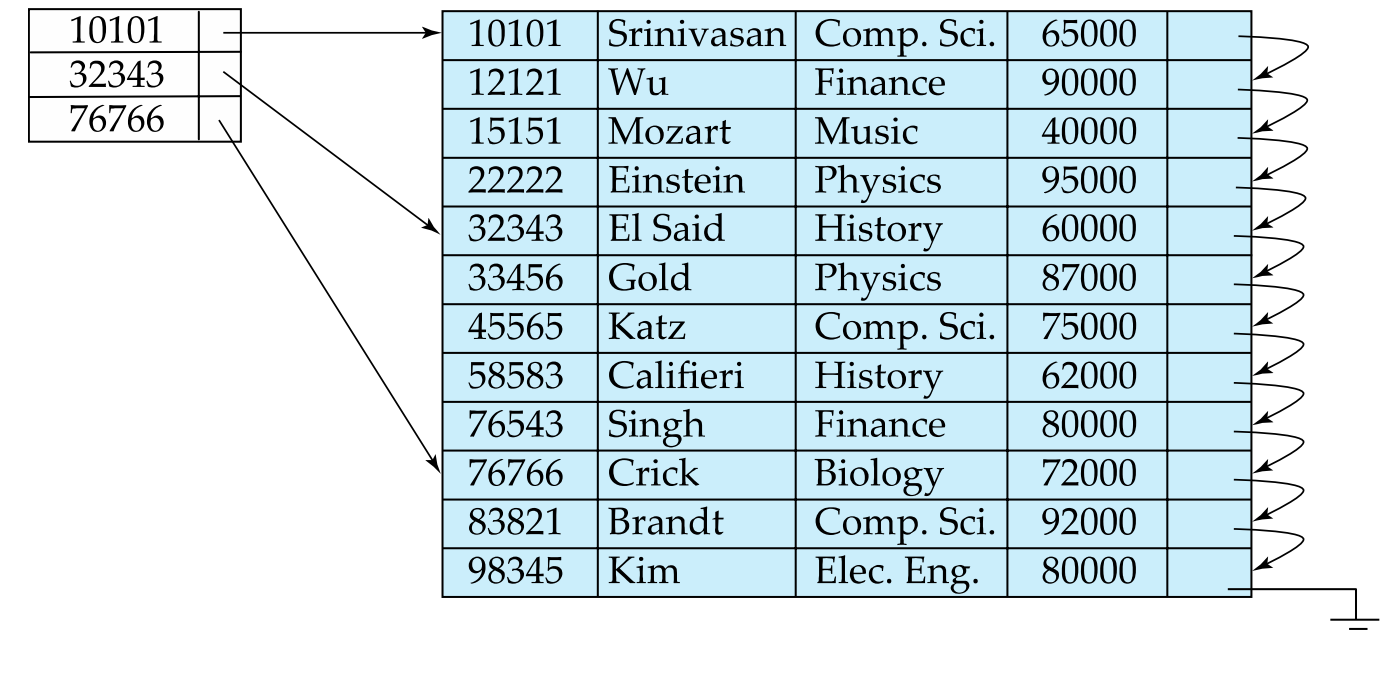 10101
32343
76766
10101 Srinivasan Comp. Sci. 65000
12121 Wu Finance 90000
15151 Mozart Music 40000
22222 Einstein Physics 95000
32343 El Said History 60000
33456 Gold Physics 87000
45565 Katz Comp. Sci. 75000
58583 Califieri History 62000
76543 Singh Finance 80000
76766 Crick Biology 72000
83821 Brandt Comp. Sci. 92000
98345 Kim Elec. Eng. 80000